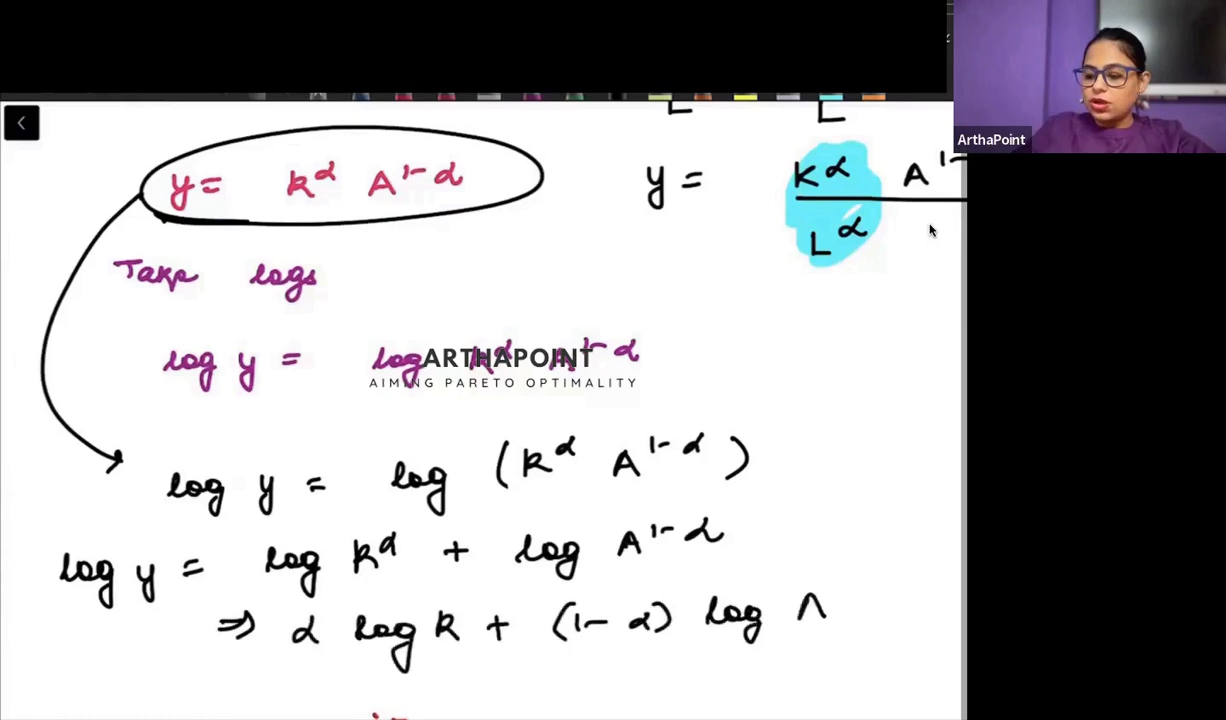 ArthaPoint
L L
y = k^α A^1-α
y = K^α A^1-
L^α
Take logs
log y = log k^α A^1-α
ARTHAPOINT
AIMING PARETO OPTIMALITY
log y = log (k^α A^1-α)
log y = log k^α + log A^1-α
⇒ α log k + (1-α) log A